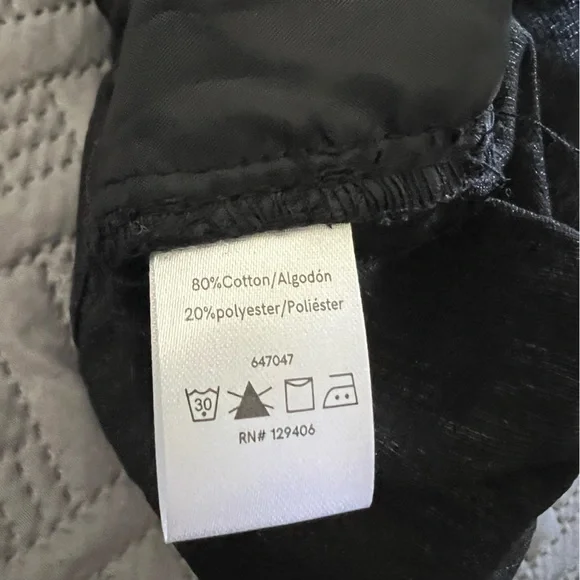 80%Cotton/Algodón
20%polyester/Poliéster
647047
30
RN# 129406